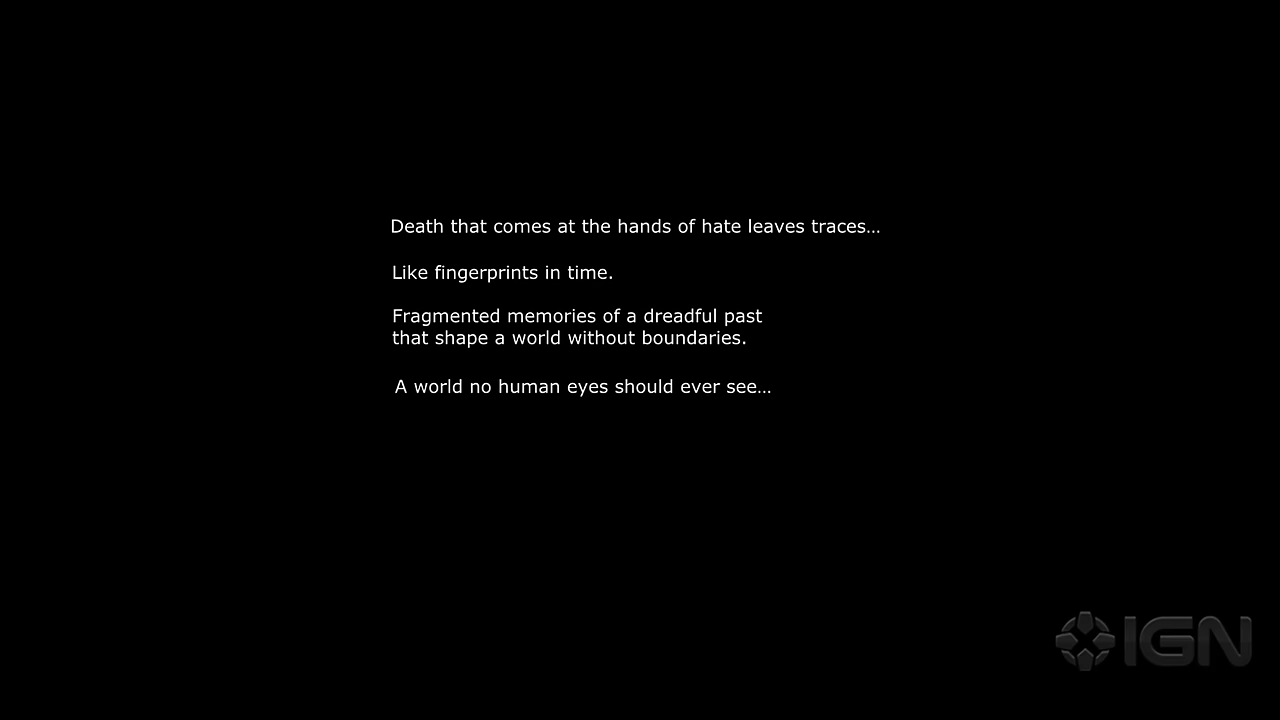 Death that comes at the hands of hate leaves traces...
Like fingerprints in time.
Fragmented memories of a dreadful past
that shape a world without boundaries.
A world no human eyes should ever see...
IGN